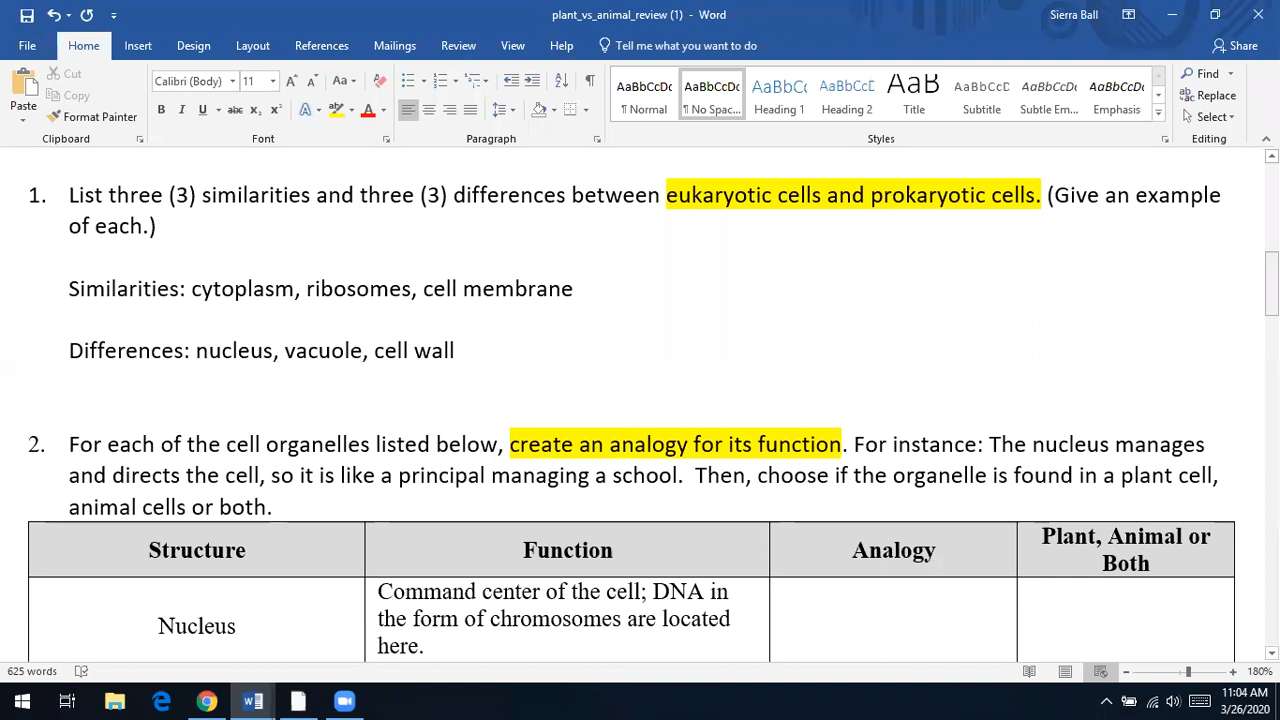 plant_vs_animal_review (1) - Word
Sierra Ball
File Home Insert Design Layout References Mailings Review View Help Tell me what you want to do Share
Paste
Cut
Copy
Format Painter
Clipboard
Calibri (Body) 11
Font
Paragraph
AaBbCcDc AaBbCcDc AaBbCc AaBbCcD AaB AaBbCcD AaBbCcDc AaBbCcDc
¶ Normal ¶ No Spac... Heading 1 Heading 2 Title Subtitle Subtle Em... Emphasis
Styles
Find
Replace
Select
Editing
1. List three (3) similarities and three (3) differences between eukaryotic cells and prokaryotic cells. (Give an example
of each.)
Similarities: cytoplasm, ribosomes, cell membrane
Differences: nucleus, vacuole, cell wall
2. For each of the cell organelles listed below, create an analogy for its function. For instance: The nucleus manages
and directs the cell, so it is like a principal managing a school. Then, choose if the organelle is found in a plant cell,
animal cells or both.
Structure Function Analogy Plant, Animal or
Both
Nucleus
Command center of the cell; DNA in
the form of chromosomes are located
here.
625 words
180%
11:04 AM
3/26/2020